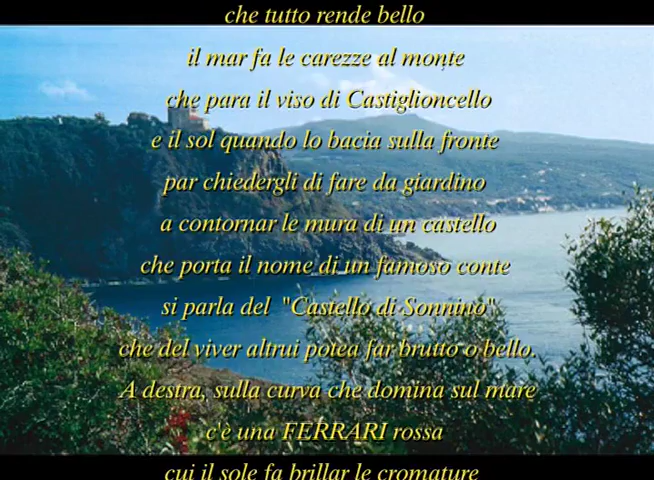 che tutto rende bello
il mar fa le carezze al monte
che para il viso di Castiglioncello
e il sol quando lo bacia sulla fronte
par chiedergli di fare da giardino
a contornar le mura di un castello
che porta il nome di un famoso conte
si parla del "Castello di Sonnino"
che del viver altrui potea far brutto o bello.
A destra, sulla curva che domina sul mare
c'è una FERRARI rossa
cui il sole fa brillar le cromature